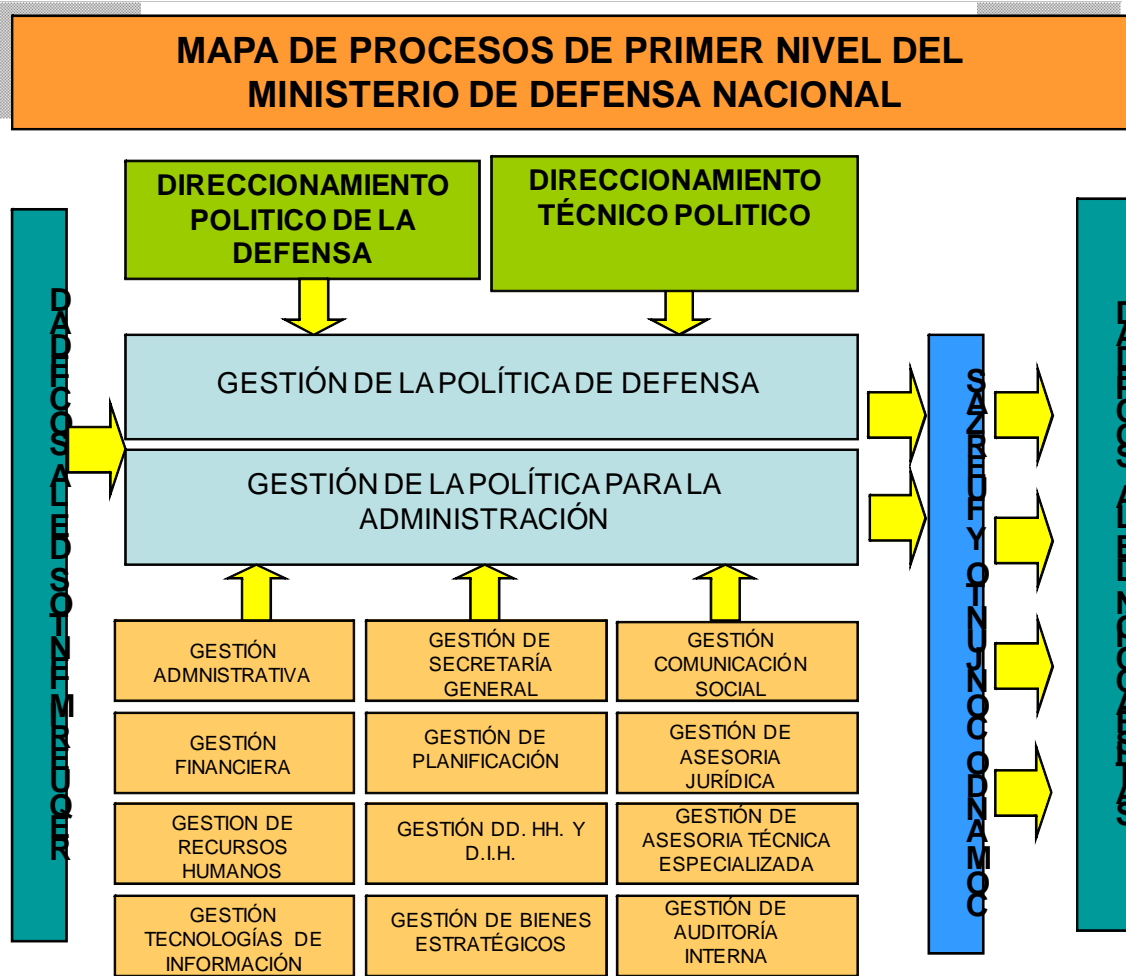 MAPA DE PROCESOS DE PRIMER NIVEL DEL
MINISTERIO DE DEFENSA NACIONAL
DIRECCIONAMIENTO
POLITICO DE LA
DEFENSA
DIRECCIONAMIENTO
TÉCNICO POLITICO
REQUERIMIENTOS DE LA SOCIEDAD
GESTIÓN DE LA POLÍTICA DE DEFENSA
GESTIÓN DE LA POLÍTICA PARA LA
ADMINISTRACIÓN
COMANDO CONJUNTO Y FUERZAS
GESTIÓN
ADMNISTRATIVA
GESTIÓN DE
SECRETARÍA
GENERAL
GESTIÓN
COMUNICACIÓN
SOCIAL
GESTIÓN
FINANCIERA
GESTIÓN DE
PLANIFICACIÓN
GESTIÓN DE
ASESORIA
JURÍDICA
GESTION DE
RECURSOS
HUMANOS
GESTIÓN DD. HH. Y
D.I.H.
GESTIÓN DE
ASESORIA TÉCNICA
ESPECIALIZADA
GESTIÓN
TECNOLOGÍAS DE
INFORMACIÓN
GESTIÓN DE BIENES
ESTRATÉGICOS
GESTIÓN DE
AUDITORÍA
INTERNA